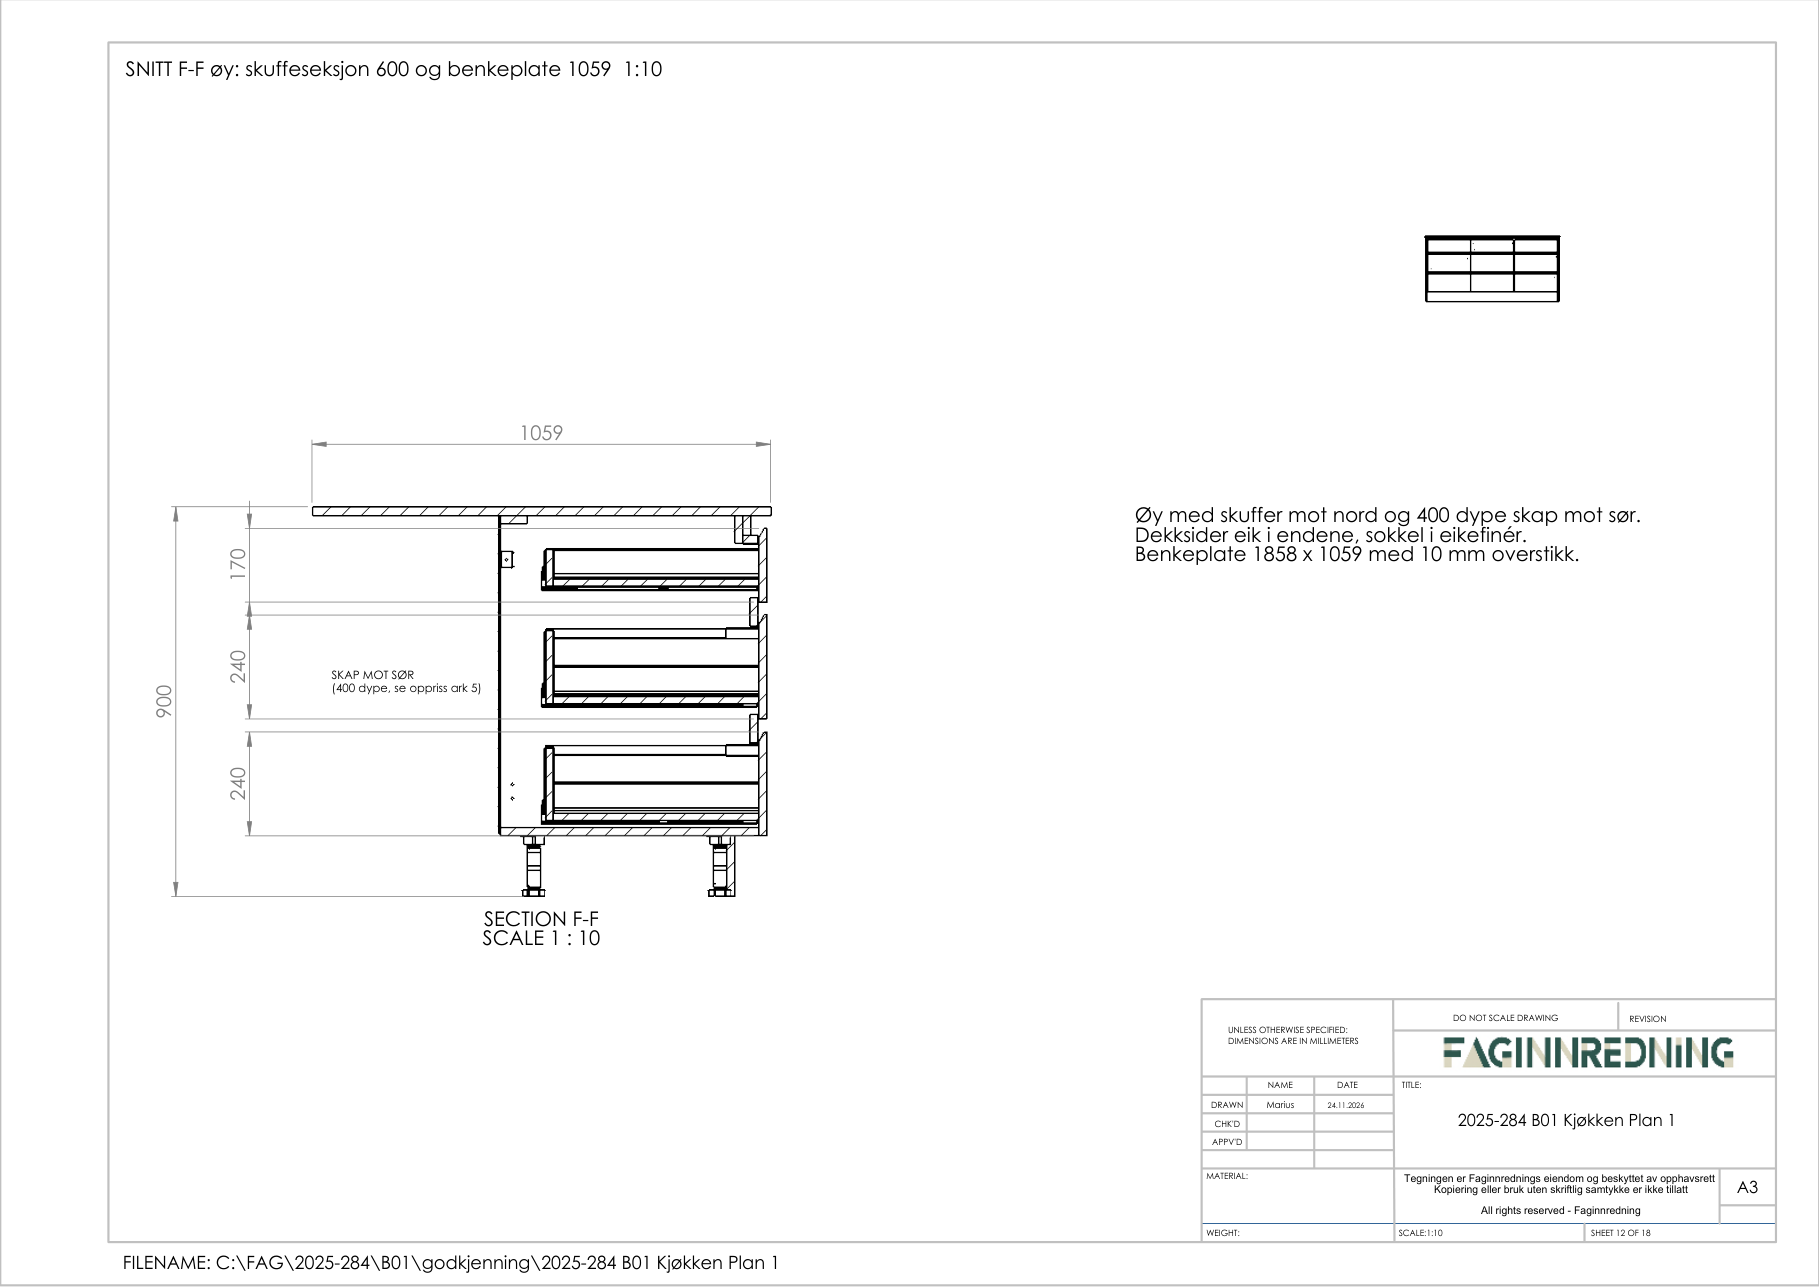 SNITT F-F øy: skuffeseksjon 600 og benkeplate 1059  1:10
1059
170
240
900
240
SKAP MOT SØR
(400 dype, se oppriss ark 5)
SECTION F-F
SCALE 1 : 10
Øy med skuffer mot nord og 400 dype skap mot sør.
Dekksider eik i endene, sokkel i eikefinér.
Benkeplate 1858 x 1059 med 10 mm overstikk.
UNLESS OTHERWISE SPECIFIED:
DIMENSIONS ARE IN MILLIMETERS
DO NOT SCALE DRAWING
REVISION
FAGINNREDNING
NAME
DATE
DRAWN
Marius
24.11.2026
CHK'D
APPV'D
TITLE:
2025-284 B01 Kjøkken Plan 1
MATERIAL:
Tegningen er Faginnrednings eiendom og beskyttet av opphavsrett
Kopiering eller bruk uten skriftlig samtykke er ikke tillatt
All rights reserved - Faginnredning
A3
WEIGHT:
SCALE:1:10
SHEET 12 OF 18
FILENAME: C:\FAG\2025-284\B01\godkjenning\2025-284 B01 Kjøkken Plan 1